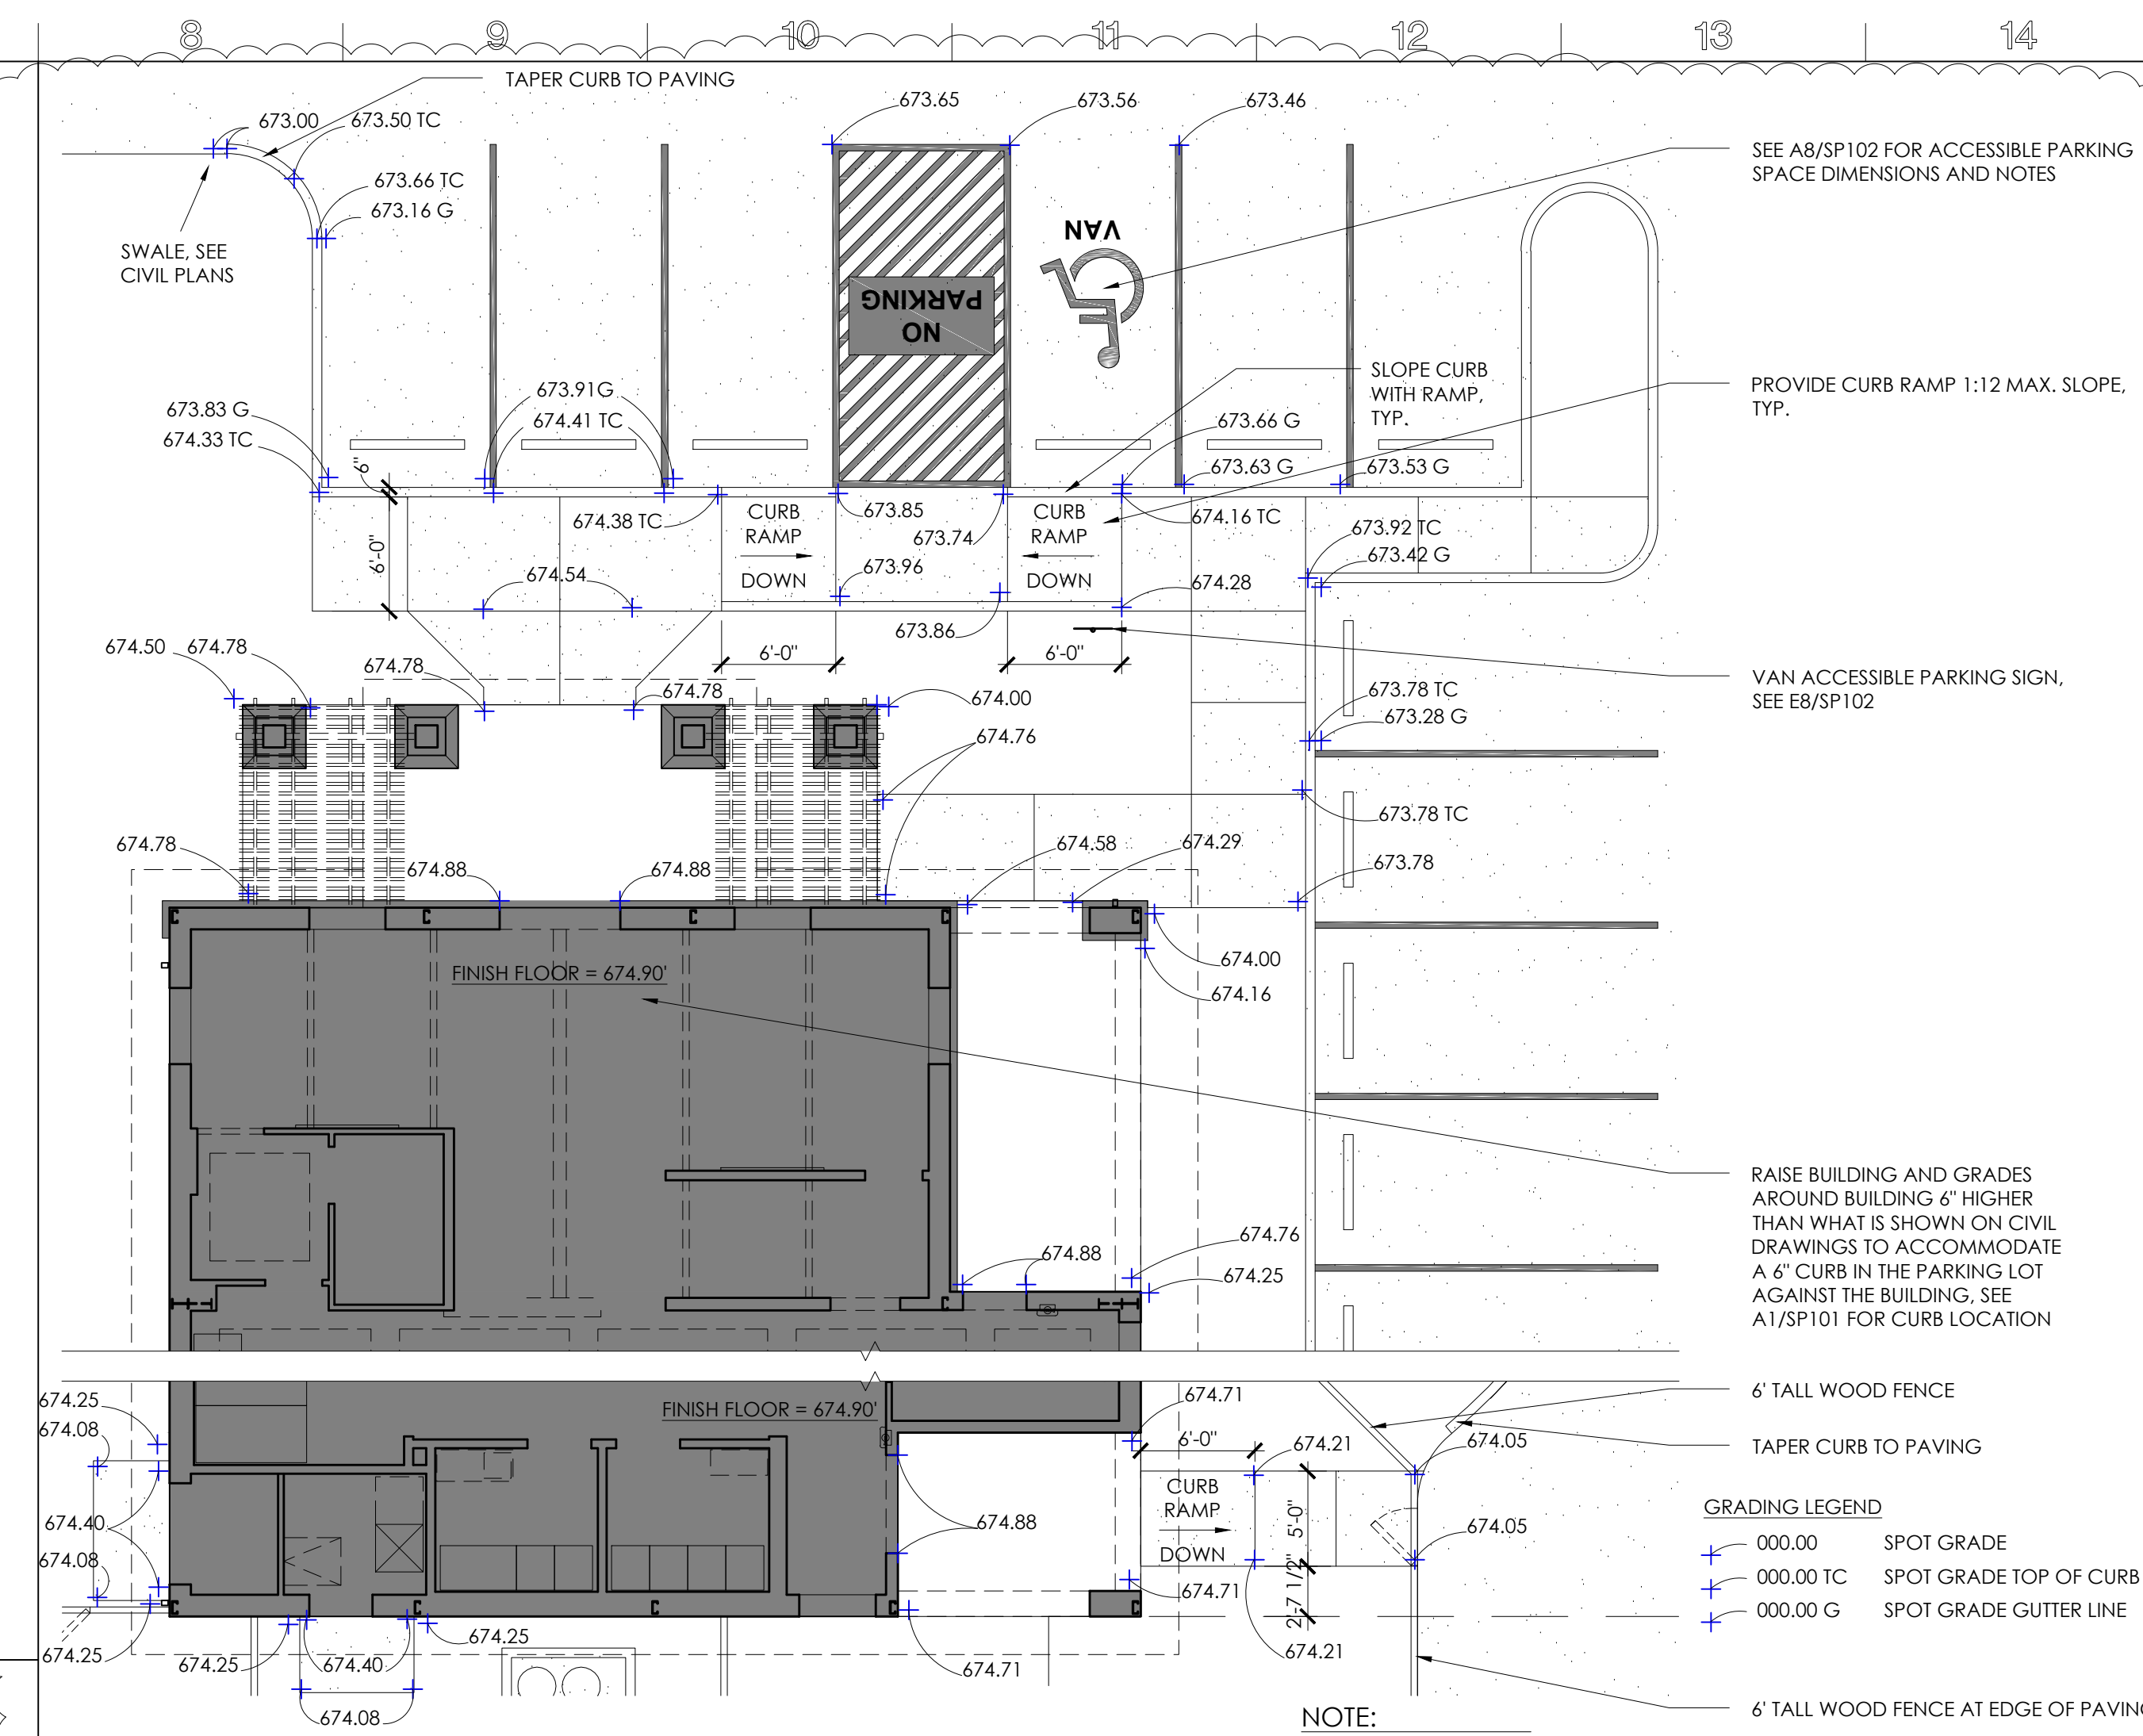 8 9 10 11 12 13 14
TAPER CURB TO PAVING
673.65
673.56
673.46
673.00
673.50 TC
SEE A8/SP102 FOR ACCESSIBLE PARKING
SPACE DIMENSIONS AND NOTES
673.66 TC
673.16 G
VAN
SWALE, SEE
CIVIL PLANS
NO
PARKING
SLOPE CURB
WITH RAMP,
TYP.
PROVIDE CURB RAMP 1:12 MAX. SLOPE,
TYP.
673.91G
674.41 TC
673.83 G
674.33 TC
673.66 G
673.63 G
673.53 G
6"
6'-0"
674.38 TC
CURB
RAMP
DOWN
673.85
673.74
CURB
RAMP
DOWN
674.16 TC
673.92 TC
673.42 G
674.54
673.96
674.28
673.86
6'-0"
6'-0"
674.50
674.78
674.78
674.78
674.00
VAN ACCESSIBLE PARKING SIGN,
SEE E8/SP102
673.78 TC
673.28 G
674.76
673.78 TC
674.78
674.88
674.88
674.58
674.29
673.78
FINISH FLOOR = 674.90'
674.00
674.16
RAISE BUILDING AND GRADES
AROUND BUILDING 6" HIGHER
THAN WHAT IS SHOWN ON CIVIL
DRAWINGS TO ACCOMMODATE
A 6" CURB IN THE PARKING LOT
AGAINST THE BUILDING, SEE
A1/SP101 FOR CURB LOCATION
674.76
674.88
674.25
674.25
674.08
FINISH FLOOR = 674.90'
674.71
6'-0"
674.21
674.05
6' TALL WOOD FENCE
TAPER CURB TO PAVING
CURB
RAMP
DOWN
5'-0"
674.40
674.88
674.05
674.08
2'-7 1/2"
674.71
GRADING LEGEND
000.00 SPOT GRADE
000.00 TC SPOT GRADE TOP OF CURB
000.00 G SPOT GRADE GUTTER LINE
674.25
674.25
674.40
674.25
674.71
674.21
674.08
NOTE:
6' TALL WOOD FENCE AT EDGE OF PAVING